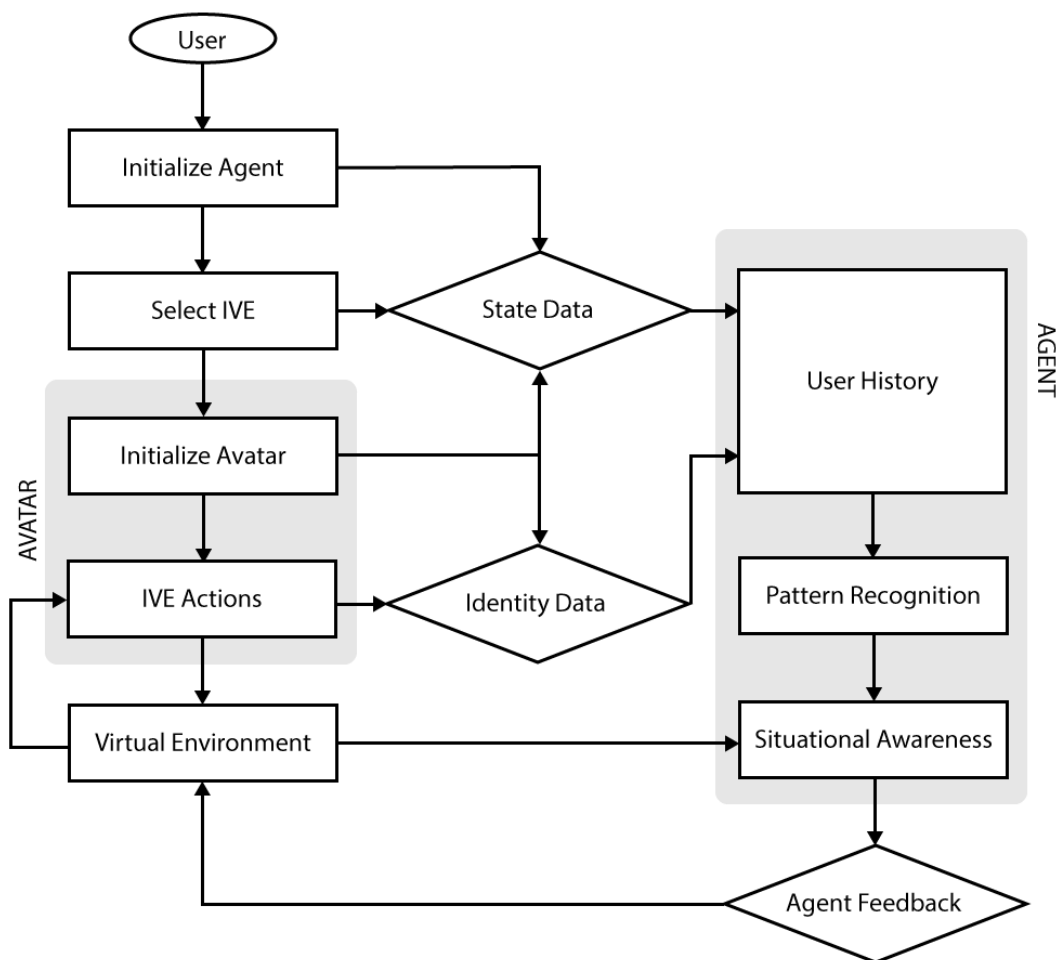 User
Initialize Agent
Select IVE
State Data
User History
AGENT
Initialize Avatar
AVATAR
IVE Actions
Identity Data
Pattern Recognition
Virtual Environment
Situational Awareness
Agent Feedback